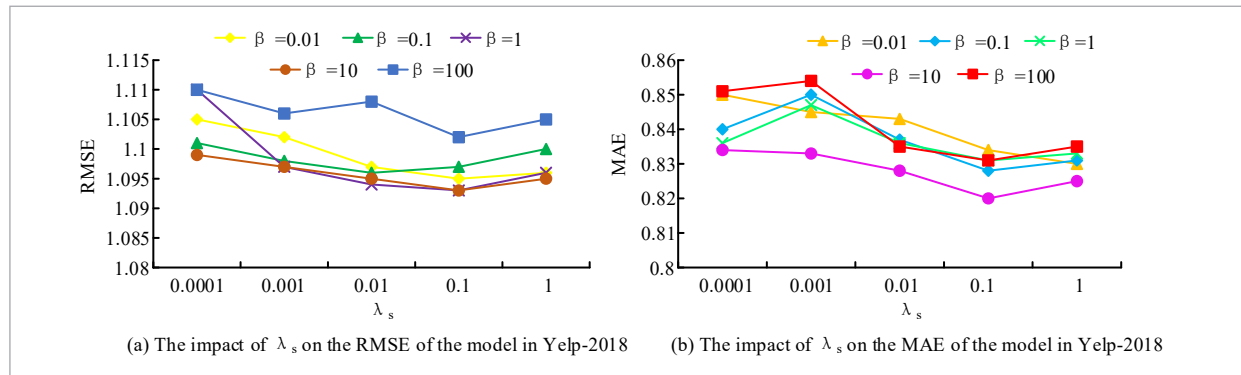 β =0.01 β =0.1 β =1
β =10 β =100
1.115
1.11
1.105
1.1
1.095
1.09
1.085
1.08
RMSE
0.0001 0.001 0.01 0.1 1
λ s
(a) The impact of λ s on the RMSE of the model in Yelp-2018
β =0.01 β =0.1 β =1
β =10 β =100
0.86
0.85
0.84
0.83
0.82
0.81
0.8
MAE
0.0001 0.001 0.01 0.1 1
λ s
(b) The impact of λ s on the MAE of the model in Yelp-2018